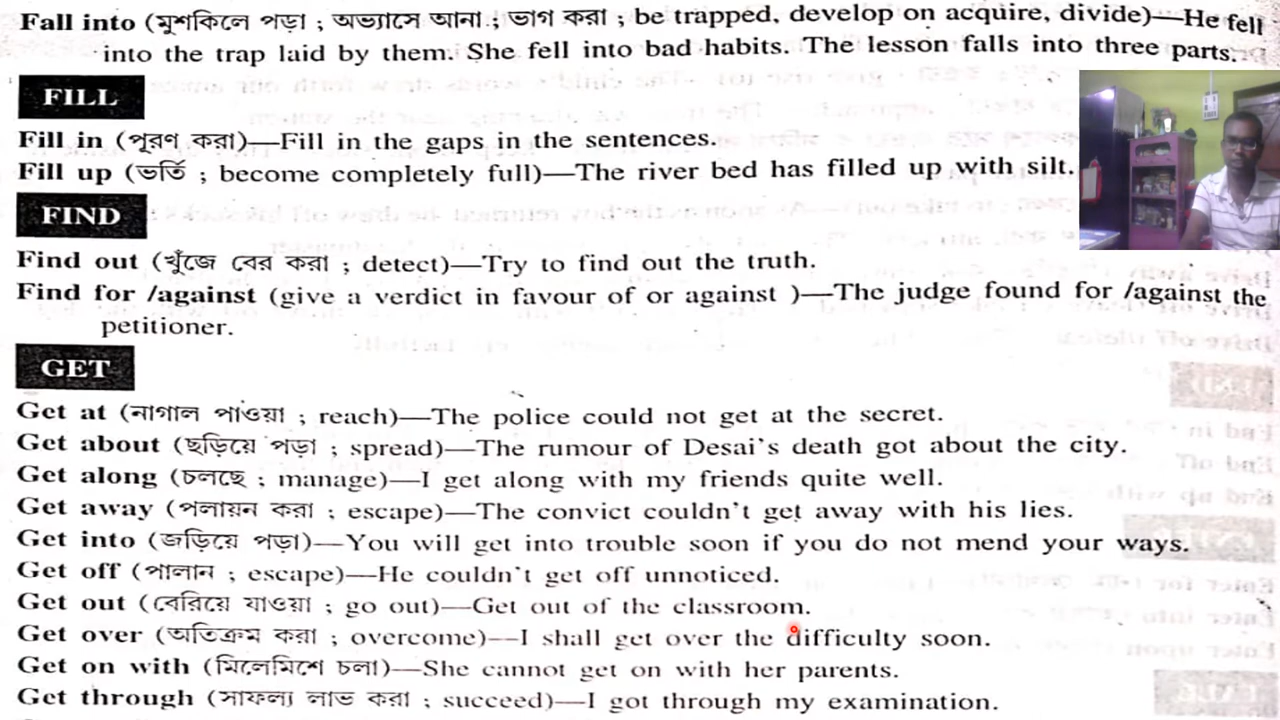 Fall into (মুশকিলে পড়া ; অভ্যাসে আনা ; ভাগ করা ; be trapped, develop on acquire, divide)—He fell
into the trap laid by them. She fell into bad habits. The lesson falls into three parts.
FILL
Fill in (পূরণ করা)—Fill in the gaps in the sentences.
Fill up (ভর্তি ; become completely full)—The river bed has filled up with silt.
FIND
Find out (খুঁজে বের করা ; detect)—Try to find out the truth.
Find for /against (give a verdict in favour of or against )—The judge found for /against the
petitioner.
GET
Get at (নাগাল পাওয়া ; reach)—The police could not get at the secret.
Get about (ছড়িয়ে পড়া ; spread)—The rumour of Desai's death got about the city.
Get along (চলছে ; manage)—I get along with my friends quite well.
Get away (পলায়ন করা ; escape)—The convict couldn't get away with his lies.
Get into (জড়িয়ে পড়া)—You will get into trouble soon if you do not mend your ways.
Get off (পালান ; escape)—He couldn't get off unnoticed.
Get out (বেরিয়ে যাওয়া ; go out)—Get out of the classroom.
Get over (অতিক্রম করা ; overcome)—I shall get over the difficulty soon.
Get on with (মিলেমিশে চলা)—She cannot get on with her parents.
Get through (সাফল্য লাভ করা ; succeed)—I got through my examination.